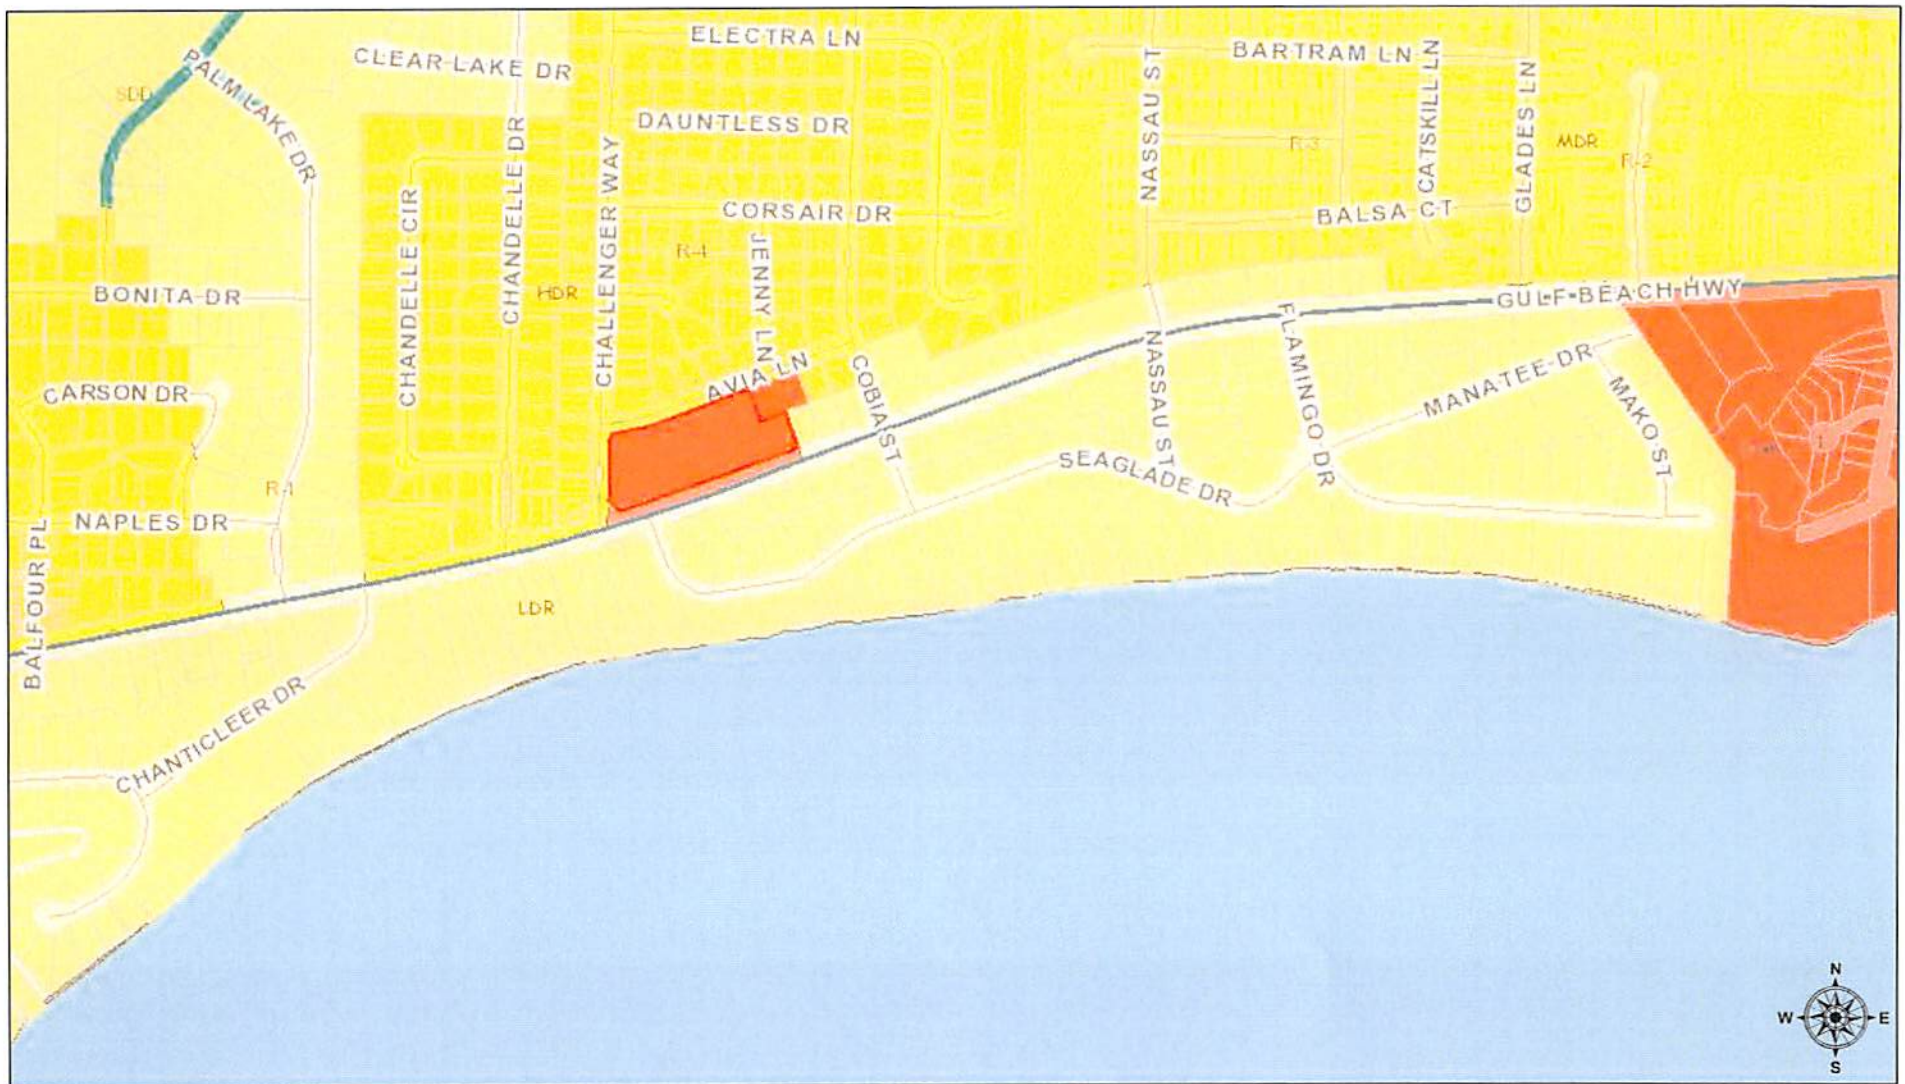 ELECTRA LN
BARTRAM LN
CLEAR LAKE DR
PALM LAKE DR
SDD
NASSAU ST
CATSKILL LN
GLADES LN
DAUNTLESS DR
CHANDELLE DR
CHALLENGER WAY
R-3
MDR
R-2
CHANDELLE CIR
CORSAIR DR
BALSA CT
R-4
JENNY LN
BONITA DR
HDR
GULF BEACH HWY
FLAMINGO DR
NASSAU ST
AVIA LN
COBIA ST
CARSON DR
MANATEE DR
MAKO ST
SEAGLADE DR
R-1
NAPLES DR
BALFOUR PL
LDR
CHANTICLEER DR
N
W E
S